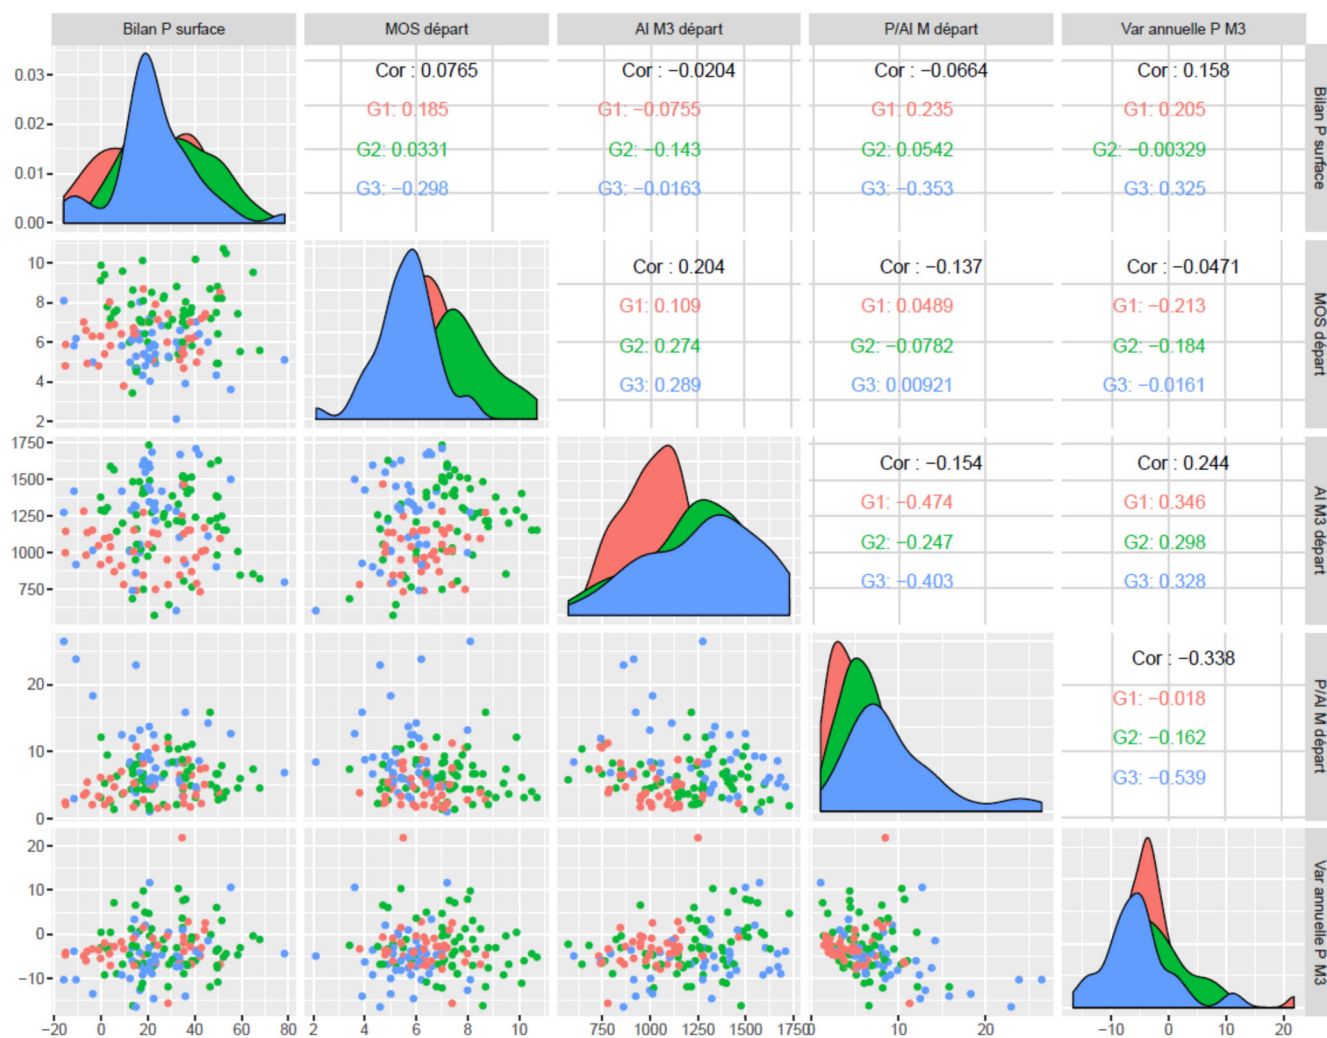 Bilan P surface
MOS départ
Al M3 départ
P/Al M départ
Var annuelle P M3
0.03
0.02
0.01
0.00
Cor : 0.0765
G1: 0.185
G2: 0.0331
G3: −0.298
Cor : −0.0204
G1: −0.0755
G2: −0.143
G3: −0.0163
Cor : −0.0664
G1: 0.235
G2: 0.0542
G3: −0.353
Cor : 0.158
G1: 0.205
G2: −0.00329
G3: 0.325
Bilan P surface
10
8
6
4
2
Cor : 0.204
G1: 0.109
G2: 0.274
G3: 0.289
Cor : −0.137
G1: 0.0489
G2: −0.0782
G3: 0.00921
Cor : −0.0471
G1: −0.213
G2: −0.184
G3: −0.0161
MOS départ
1750
1500
1250
1000
750
Cor : −0.154
G1: −0.474
G2: −0.247
G3: −0.403
Cor : 0.244
G1: 0.346
G2: 0.298
G3: 0.328
Al M3 départ
20
10
0
Cor : −0.338
G1: −0.018
G2: −0.162
G3: −0.539
P/Al M départ
20
10
0
−10
Var annuelle P M3
−20 0 20 40 60 80
2 4 6 8 10
750 1000 1250 1500 1750
0 10 20
−10 0 10 20